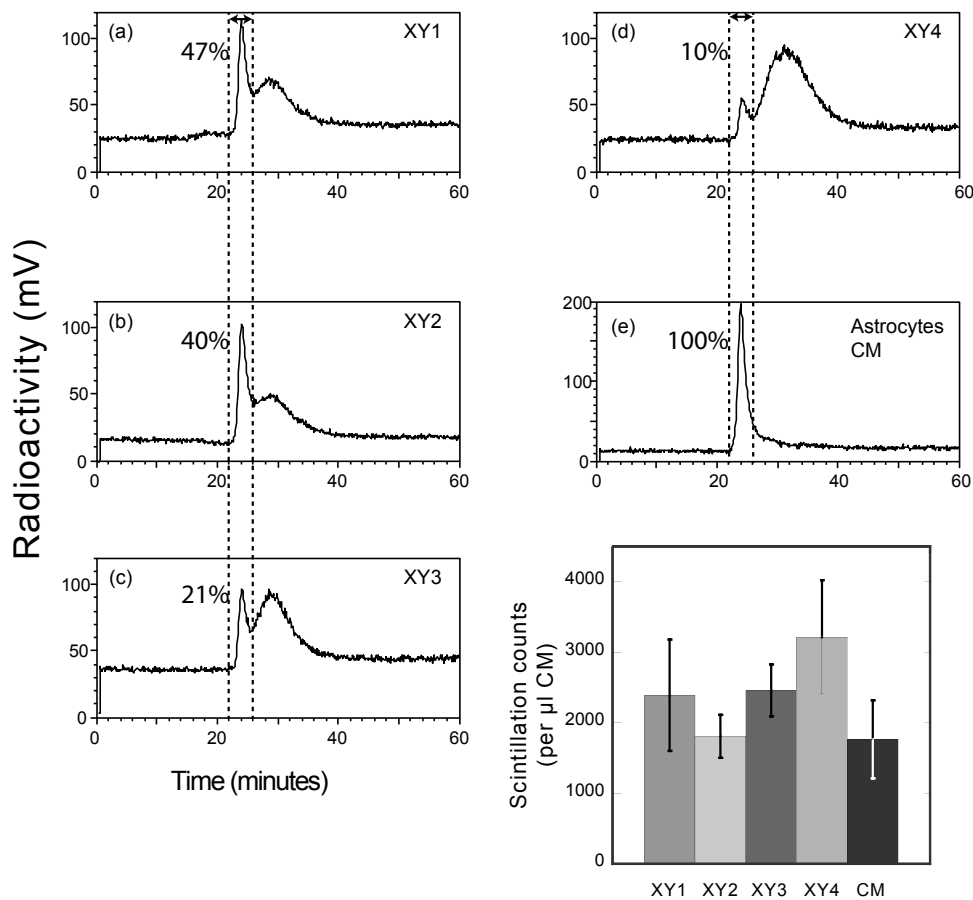 Radioactivity (mV)
(a)
XY1
47%
100
50
0
0
20
40
60
(b)
XY2
40%
100
50
0
0
20
40
60
(c)
XY3
21%
100
50
0
0
20
40
60
Time (minutes)
(d)
XY4
10%
100
50
0
0
20
40
60
(e)
Astrocytes
CM
100%
200
100
0
0
20
40
60
Scintillation counts
(per µl CM)
4000
3000
2000
1000
0
XY1 XY2 XY3 XY4 CM